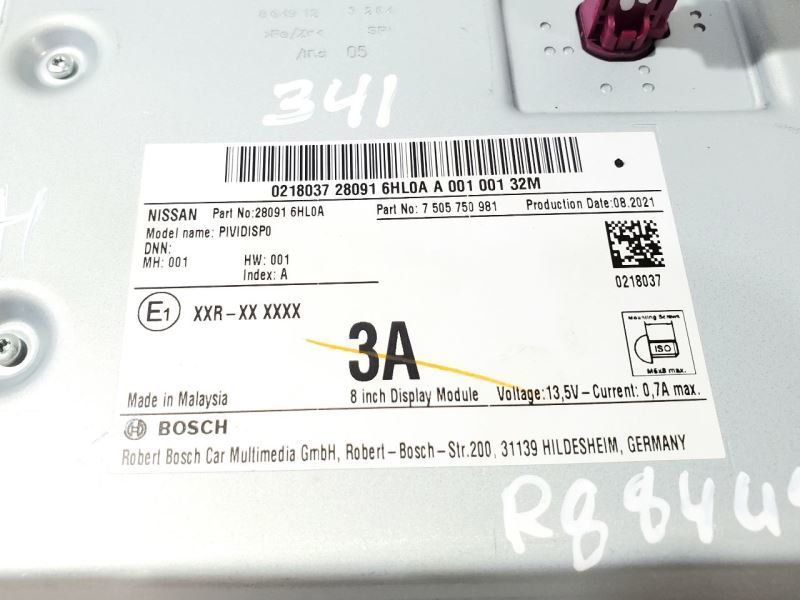 05
341
0218037 28091 6HL0A A 001 001 32M
NISSAN Part No:28091 6HL0A Part No: 7 505 750 981 Production Date:08.2021
Model name: PIVIDISP0
DNN:
MH: 001 HW: 001
Index: A
0218037
E1 XXR-XX XXXX
Mounting Screws
ISO
M5x8 max.
3A
Made in Malaysia 8 inch Display Module Voltage:13,5V-Current: 0,7A max.
BOSCH
Robert Bosch Car Multimedia GmbH, Robert-Bosch-Str.200, 31139 HILDESHEIM, GERMANY